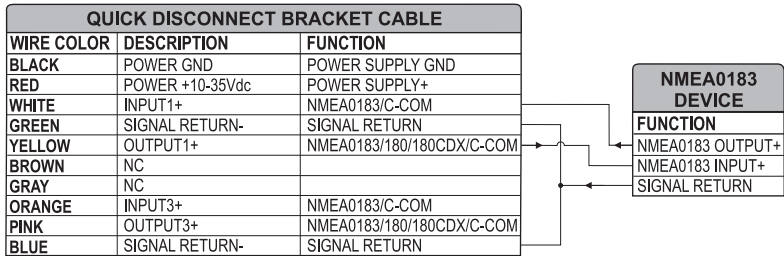 QUICK DISCONNECT BRACKET CABLE
WIRE COLOR DESCRIPTION FUNCTION
BLACK POWER GND POWER SUPPLY GND
RED POWER +10-35Vdc POWER SUPPLY+
WHITE INPUT1+ NMEA0183/C-COM
GREEN SIGNAL RETURN- SIGNAL RETURN
YELLOW OUTPUT1+ NMEA0183/180/180CDX/C-COM
BROWN NC
GRAY NC
ORANGE INPUT3+ NMEA0183/C-COM
PINK OUTPUT3+ NMEA0183/180/180CDX/C-COM
BLUE SIGNAL RETURN- SIGNAL RETURN
NMEA0183
DEVICE
FUNCTION
NMEA0183 OUTPUT+
NMEA0183 INPUT+
SIGNAL RETURN